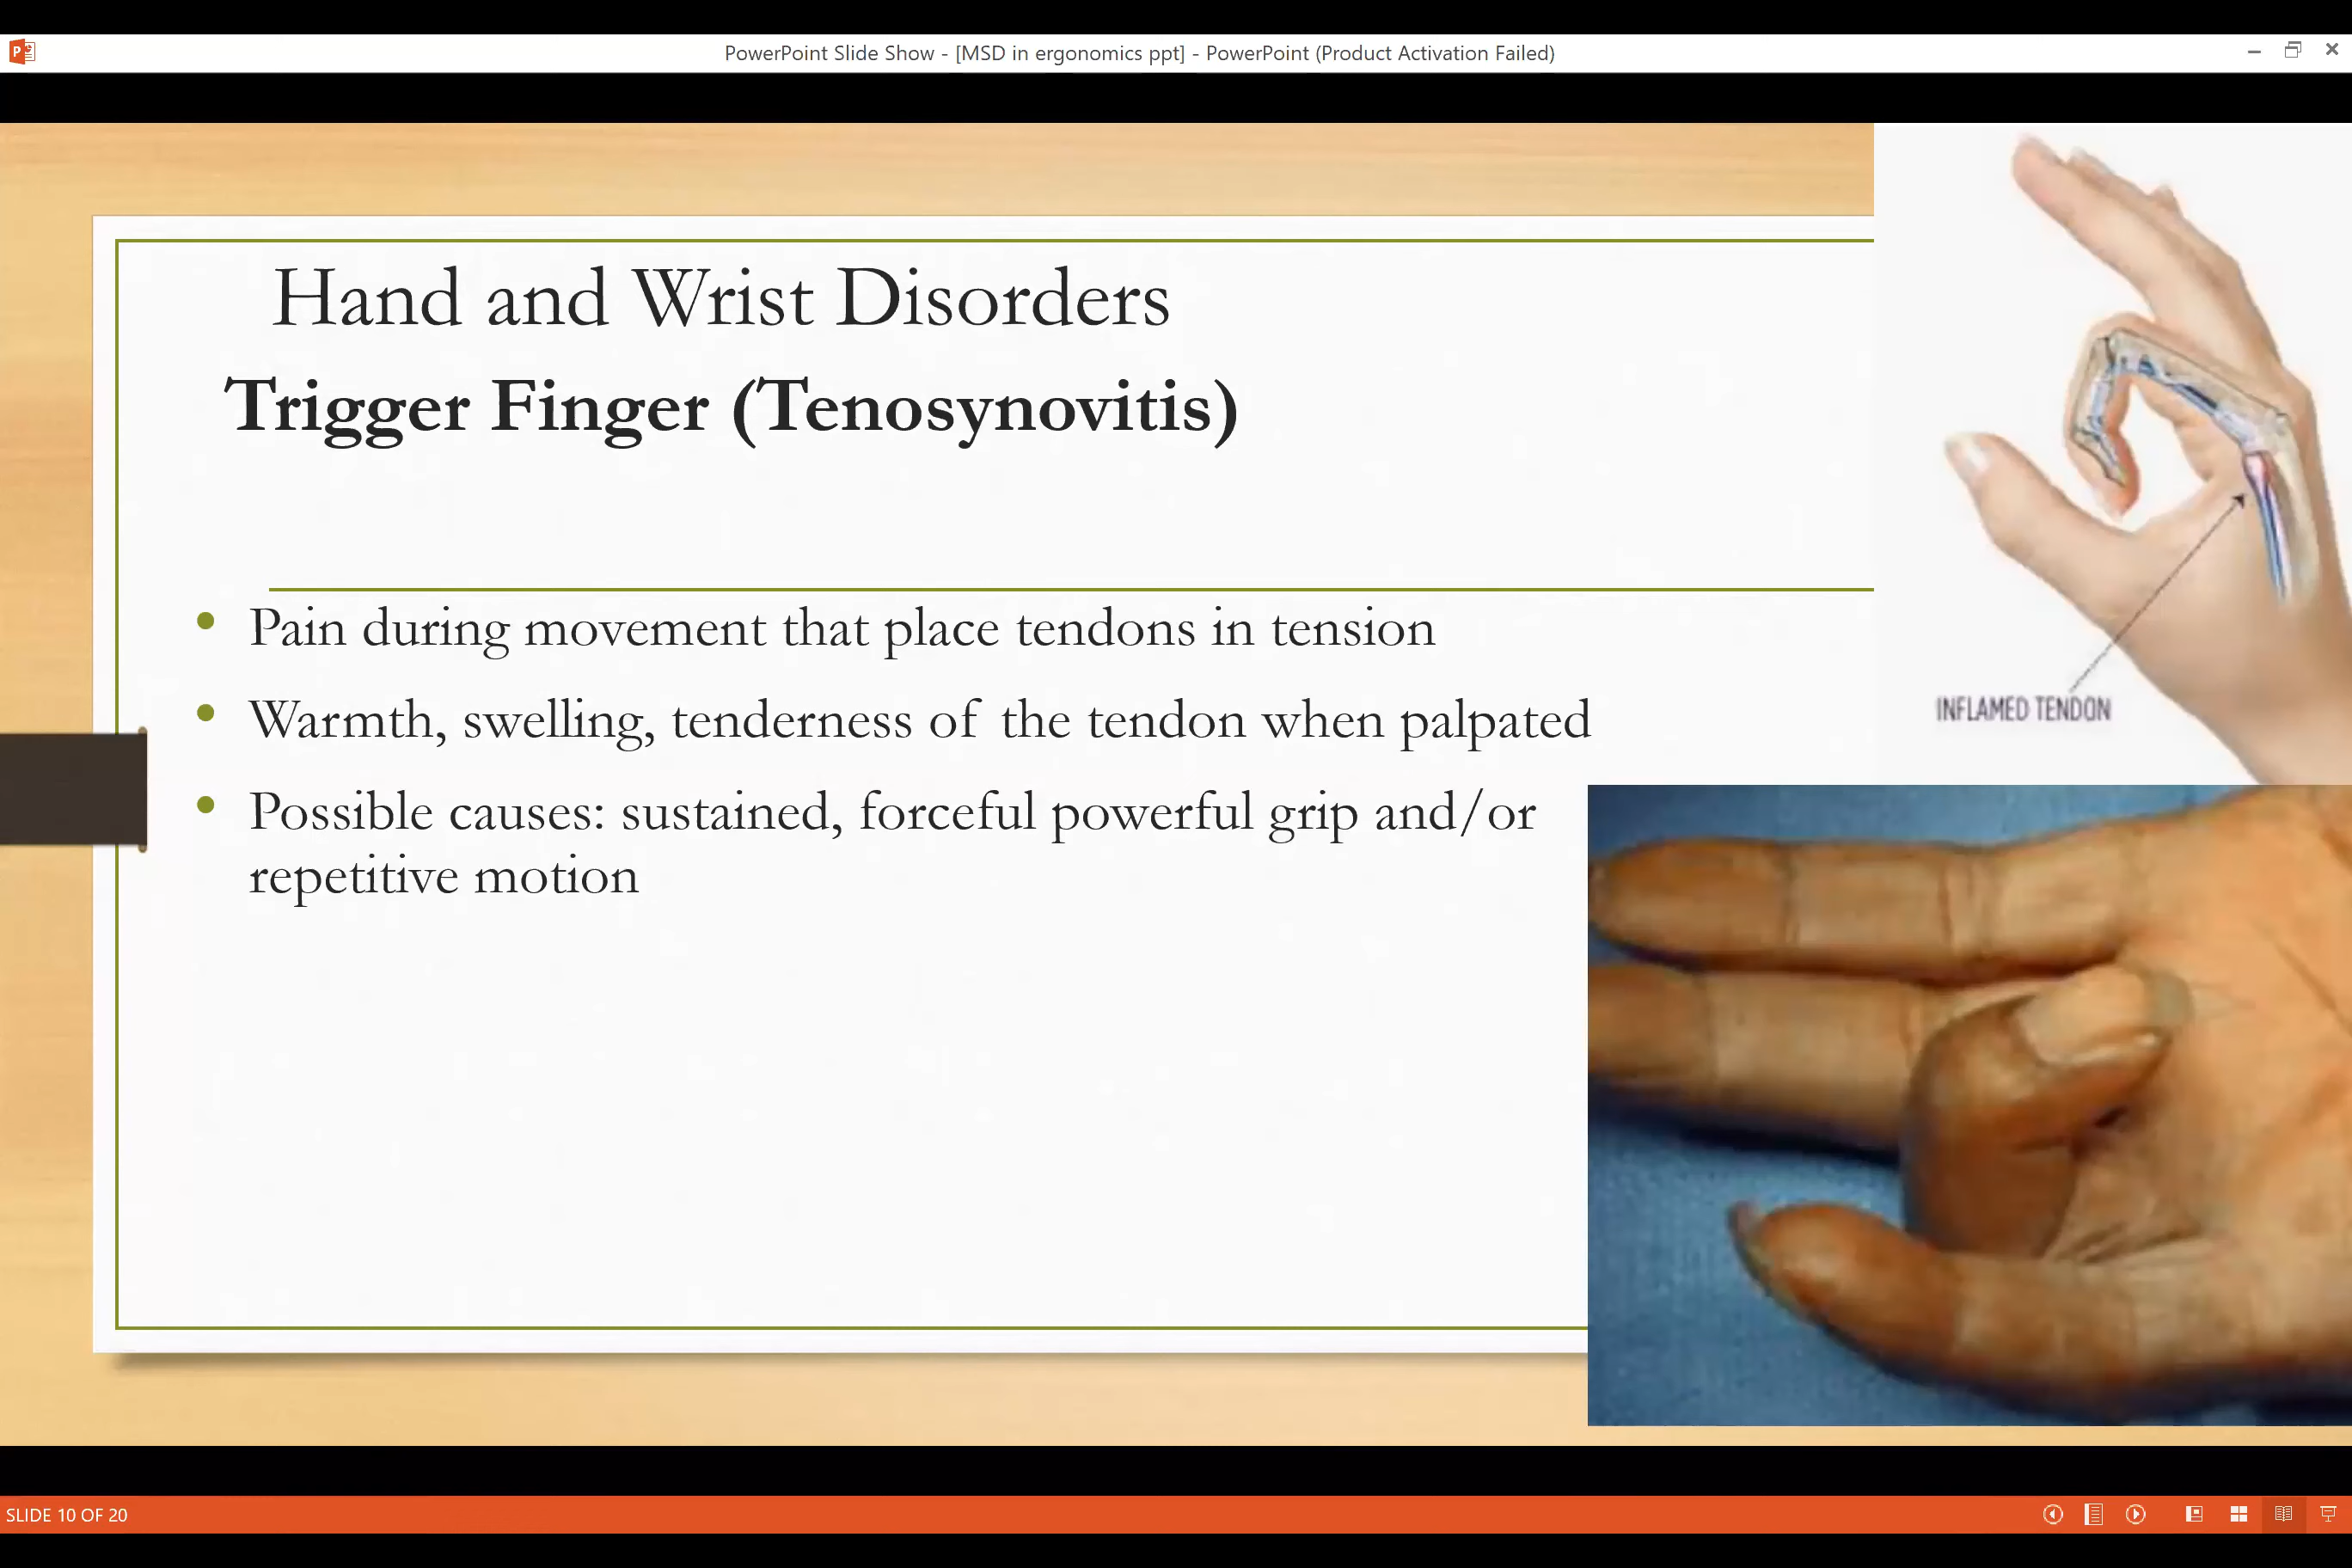 PowerPoint Slide Show - [MSD in ergonomics ppt] - PowerPoint (Product Activation Failed)
Hand and Wrist Disorders
Trigger Finger (Tenosynovitis)
• Pain during movement that place tendons in tension
• Warmth, swelling, tenderness of the tendon when palpated
• Possible causes: sustained, forceful powerful grip and/or
repetitive motion
INFLAMED TENDON
SLIDE 10 OF 20